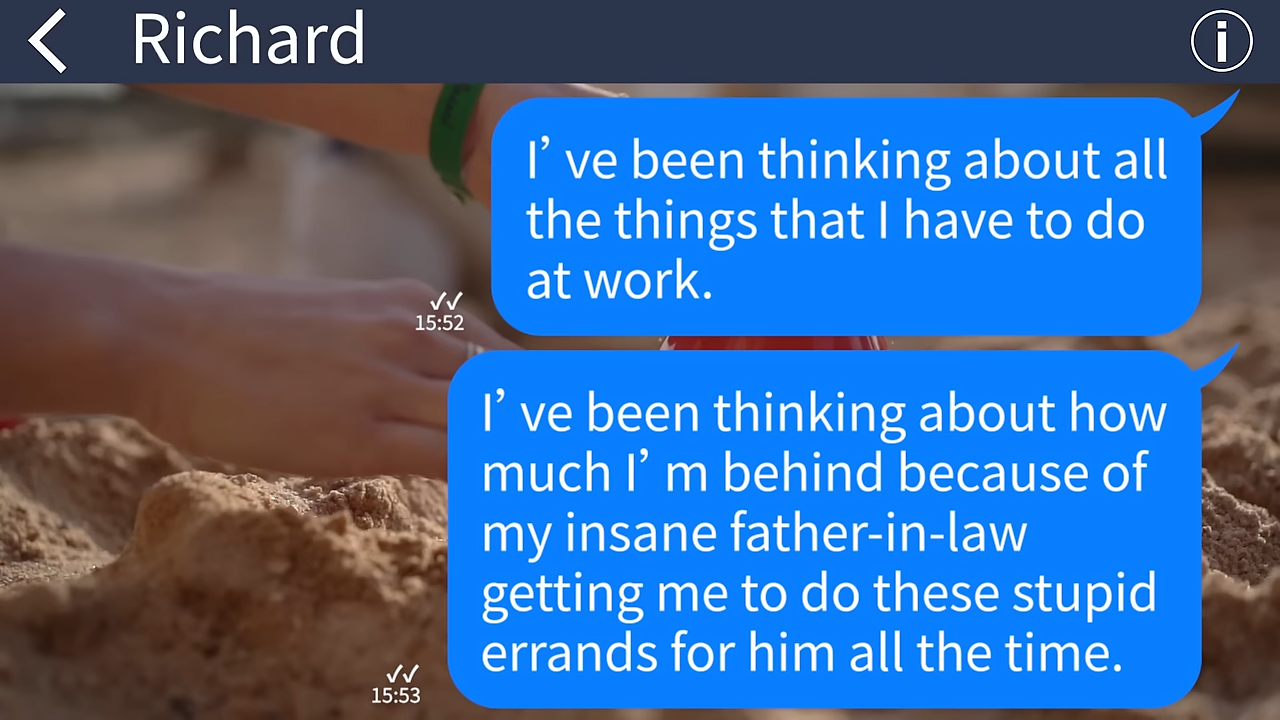 Richard
I’ ve been thinking about all
the things that I have to do
at work.
15:52
I’ ve been thinking about how
much I’ m behind because of
my insane father-in-law
getting me to do these stupid
errands for him all the time.
15:53